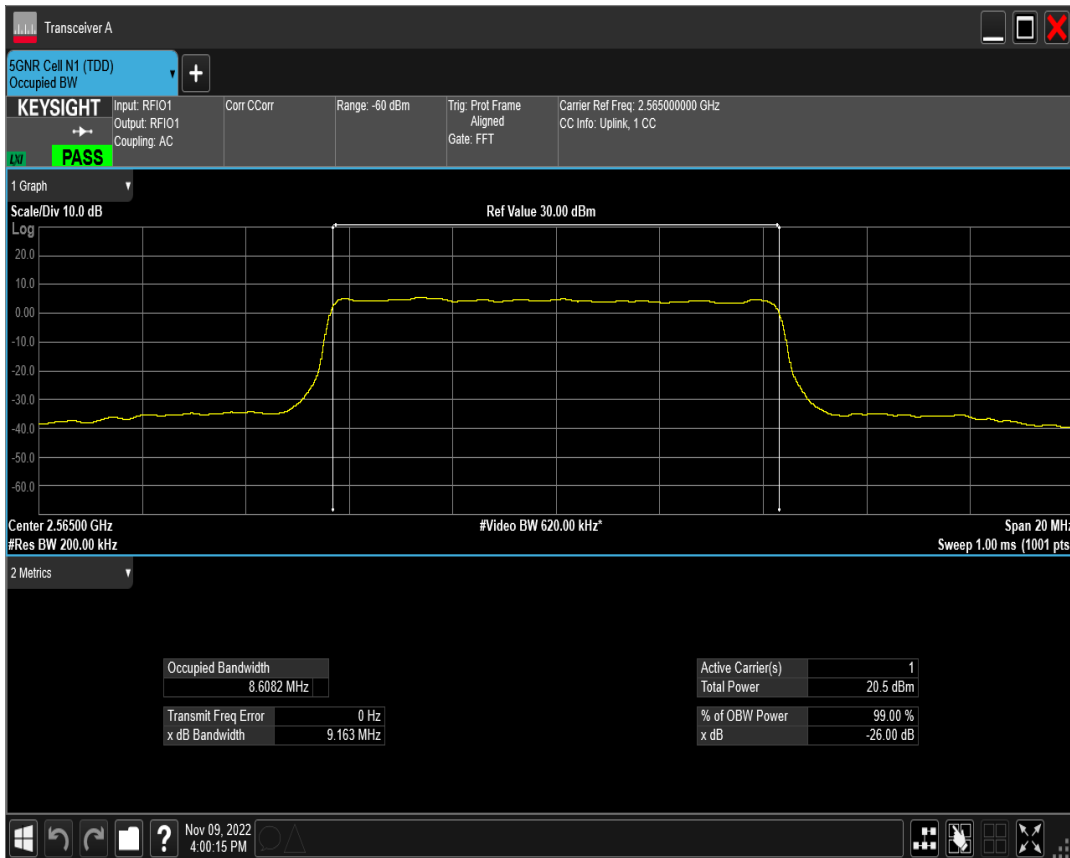 Transceiver A
5GNR Cell N1 (TDD)
Occupied BW
+
KEYSIGHT
LXI
PASS
Input: RFIO1
Output: RFIO1
Coupling: AC
Corr CCorr
Range: -60 dBm
Trig: Prot Frame
Aligned
Gate: FFT
Carrier Ref Freq: 2.565000000 GHz
CC Info: Uplink, 1 CC
1 Graph
Scale/Div 10.0 dB
Ref Value 30.00 dBm
Log
20.0
10.0
0.00
-10.0
-20.0
-30.0
-40.0
-50.0
-60.0
Center 2.56500 GHz
#Video BW 620.00 kHz*
Span 20 MHz
#Res BW 200.00 kHz
Sweep 1.00 ms (1001 pts
2 Metrics
Occupied Bandwidth
8.6082 MHz
Transmit Freq Error 0 Hz
x dB Bandwidth 9.163 MHz
Active Carrier(s) 1
Total Power 20.5 dBm
% of OBW Power 99.00 %
x dB -26.00 dB
?
Nov 09, 2022
4:00:15 PM